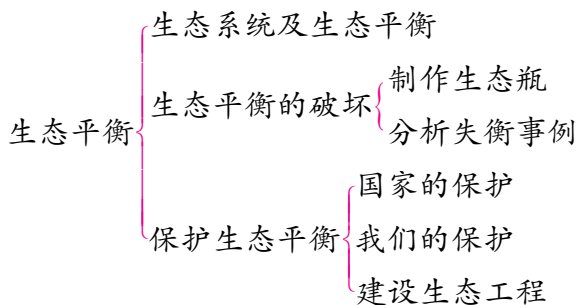 生态系统及生态平衡
制作生态瓶
生态平衡的破坏
分析失衡事例
生态平衡
国家的保护
保护生态平衡
我们的保护
建设生态工程